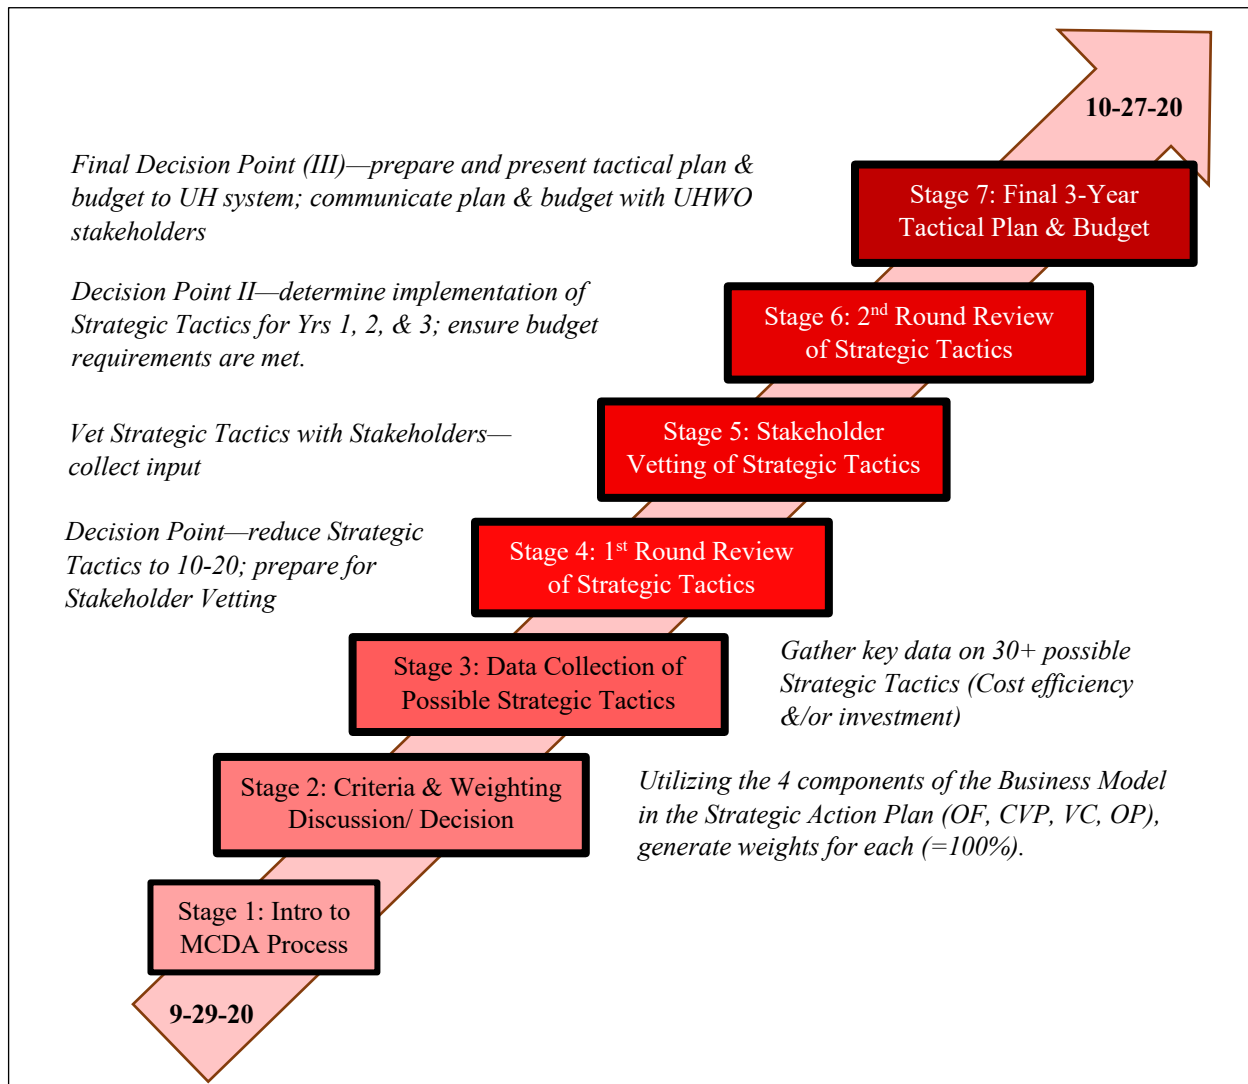 10-27-20
Final Decision Point (III)—prepare and present tactical plan &
budget to UH system; communicate plan & budget with UHWO
stakeholders
Stage 7: Final 3-Year
Tactical Plan & Budget
Decision Point II—determine implementation of
Strategic Tactics for Yrs 1, 2, & 3; ensure budget
requirements are met.
Stage 6: 2nd Round Review
of Strategic Tactics
Vet Strategic Tactics with Stakeholders—
collect input
Stage 5: Stakeholder
Vetting of Strategic Tactics
Decision Point—reduce Strategic
Tactics to 10-20; prepare for
Stakeholder Vetting
Stage 4: 1st Round Review
of Strategic Tactics
Stage 3: Data Collection of
Possible Strategic Tactics
Gather key data on 30+ possible
Strategic Tactics (Cost efficiency
&/or investment)
Stage 2: Criteria & Weighting
Discussion/ Decision
Utilizing the 4 components of the Business Model
in the Strategic Action Plan (OF, CVP, VC, OP),
generate weights for each (=100%).
Stage 1: Intro to
MCDA Process
9-29-20